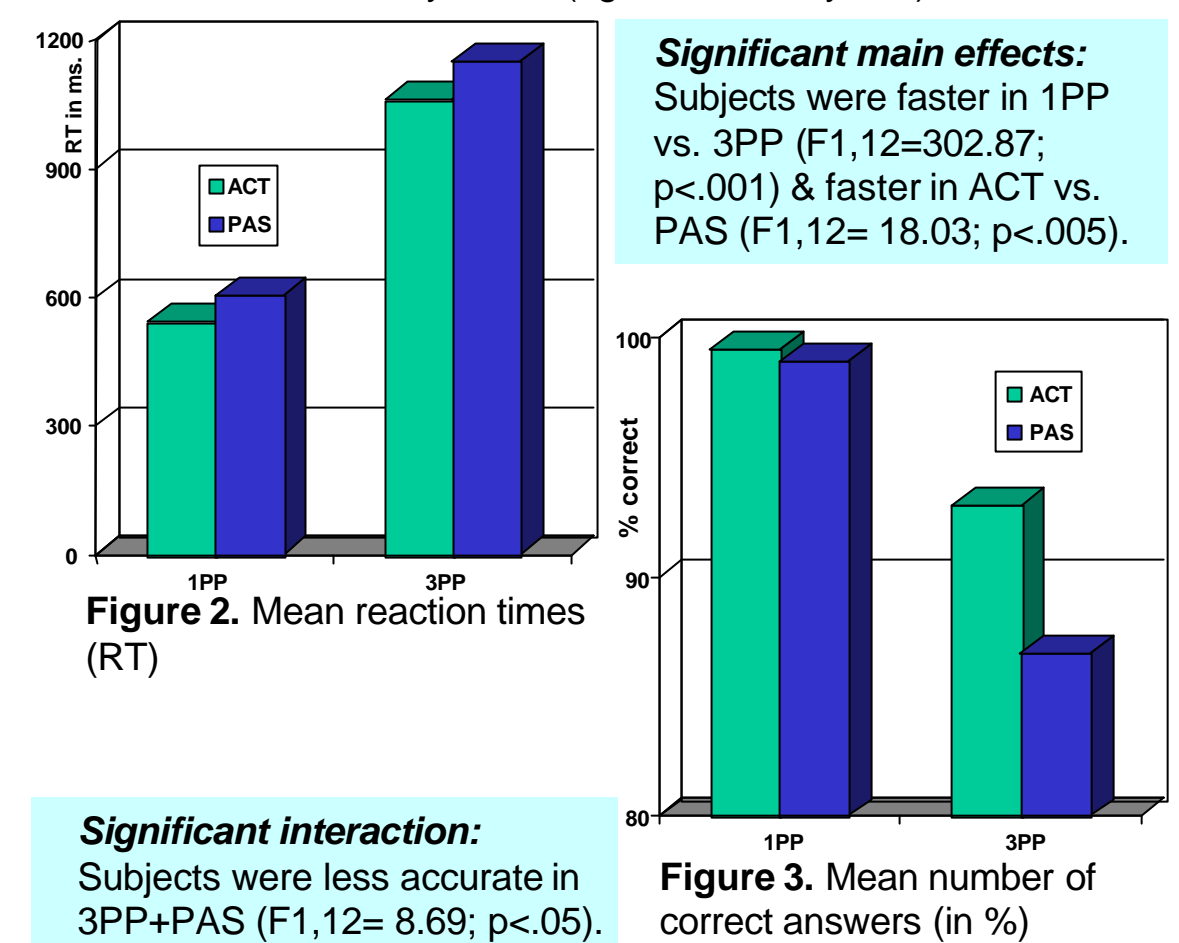 1200
RT in ms.
900
600
300
0
ACT
PAS
1PP 3PP
Figure 2. Mean reaction times
(RT)
Significant main effects:
Subjects were faster in 1PP
vs. 3PP (F1,12=302.87;
p<.001) & faster in ACT vs.
PAS (F1,12= 18.03; p<.005).
100
% correct
90
80
ACT
PAS
1PP 3PP
Figure 3. Mean number of
correct answers (in %)
Significant interaction:
Subjects were less accurate in
3PP+PAS (F1,12= 8.69; p<.05).